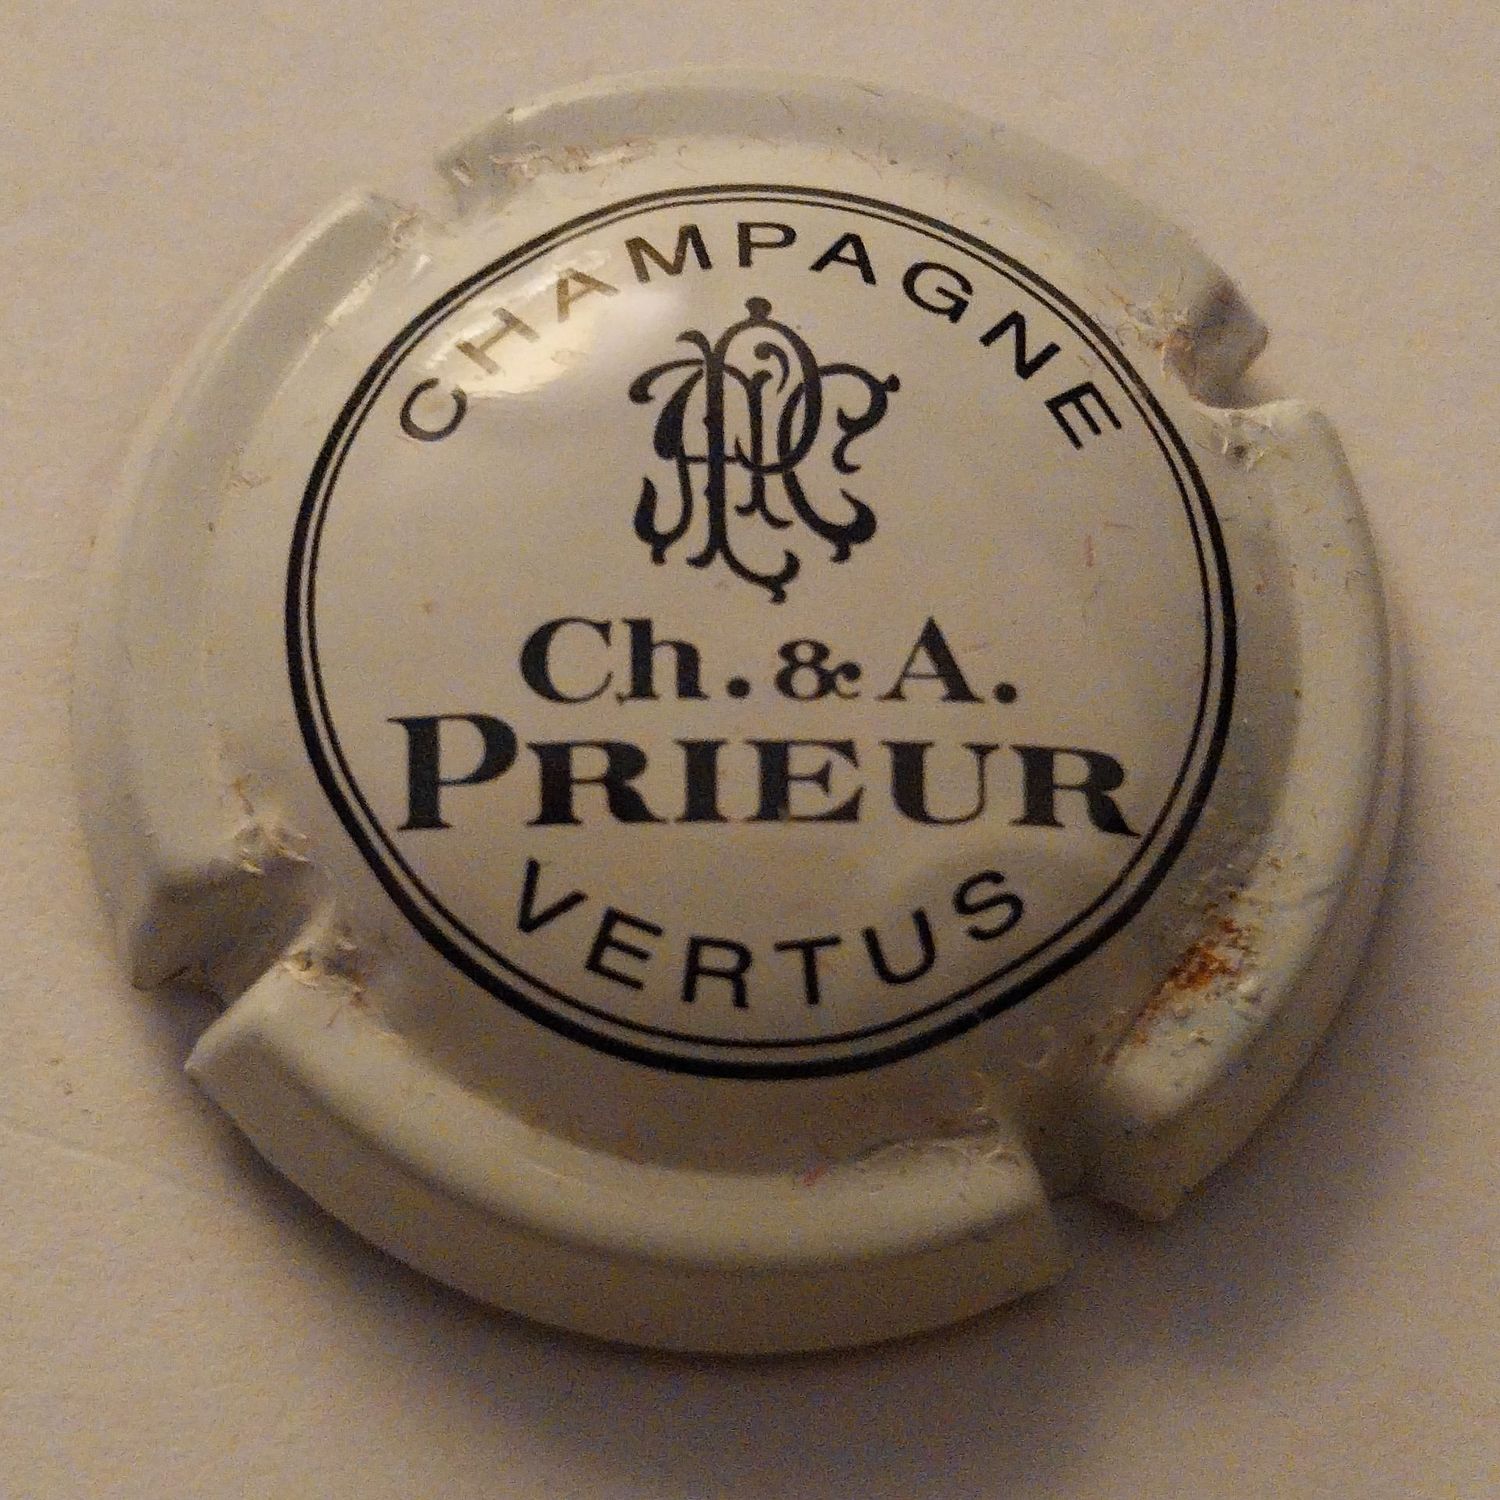 CHAMPAGNE
Ch. & A.
PRIEUR
VERTUS